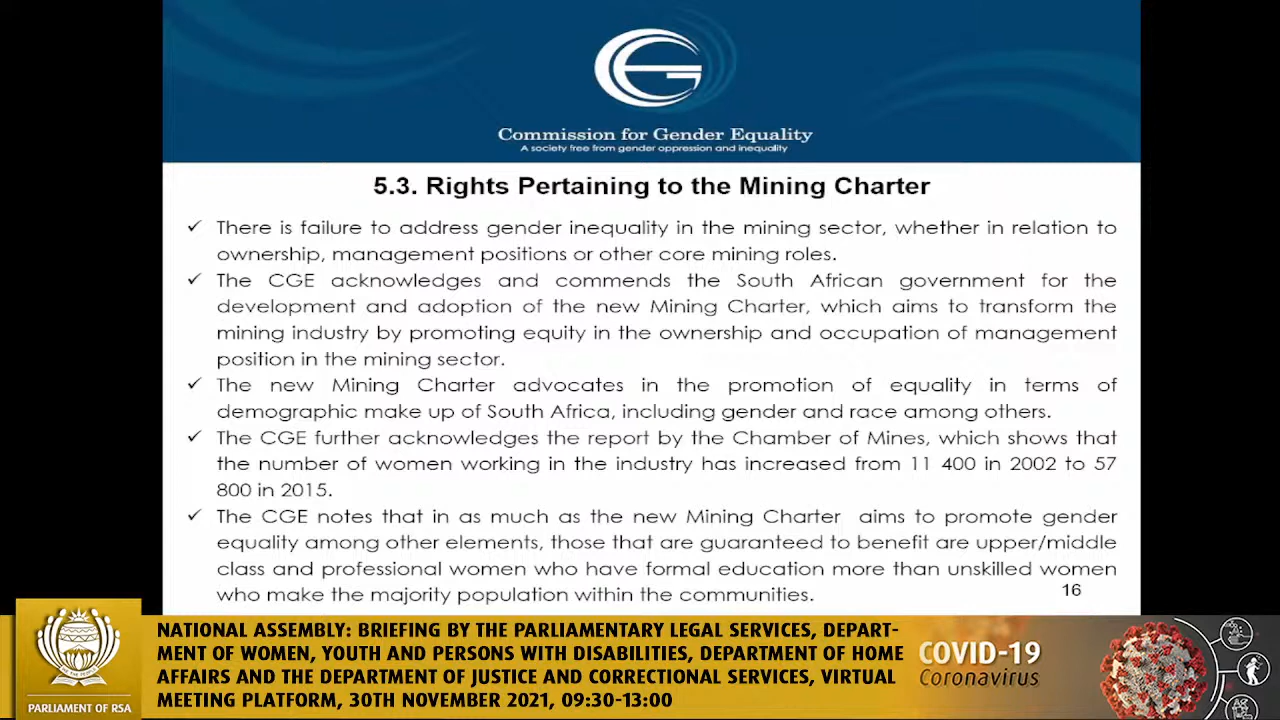 Commission for Gender Equality
A society free from gender oppression and inequality
5.3. Rights Pertaining to the Mining Charter
✓ There is failure to address gender inequality in the mining sector, whether in relation to
ownership, management positions or other core mining roles.
✓ The CGE acknowledges and commends the South African government for the
development and adoption of the new Mining Charter, which aims to transform the
mining industry by promoting equity in the ownership and occupation of management
position in the mining sector.
✓ The new Mining Charter advocates in the promotion of equality in terms of
demographic make up of South Africa, including gender and race among others.
✓ The CGE further acknowledges the report by the Chamber of Mines, which shows that
the number of women working in the industry has increased from 11 400 in 2002 to 57
800 in 2015.
✓ The CGE notes that in as much as the new Mining Charter aims to promote gender
equality among other elements, those that are guaranteed to benefit are upper/middle
class and professional women who have formal education more than unskilled women
who make the majority population within the communities.
16
NATIONAL ASSEMBLY: BRIEFING BY THE PARLIAMENTARY LEGAL SERVICES, DEPART-
MENT OF WOMEN, YOUTH AND PERSONS WITH DISABILITIES, DEPARTMENT OF HOME
AFFAIRS AND THE DEPARTMENT OF JUSTICE AND CORRECTIONAL SERVICES, VIRTUAL
MEETING PLATFORM, 30TH NOVEMBER 2021, 09:30-13:00
PARLIAMENT OF RSA
COVID-19
Coronavirus